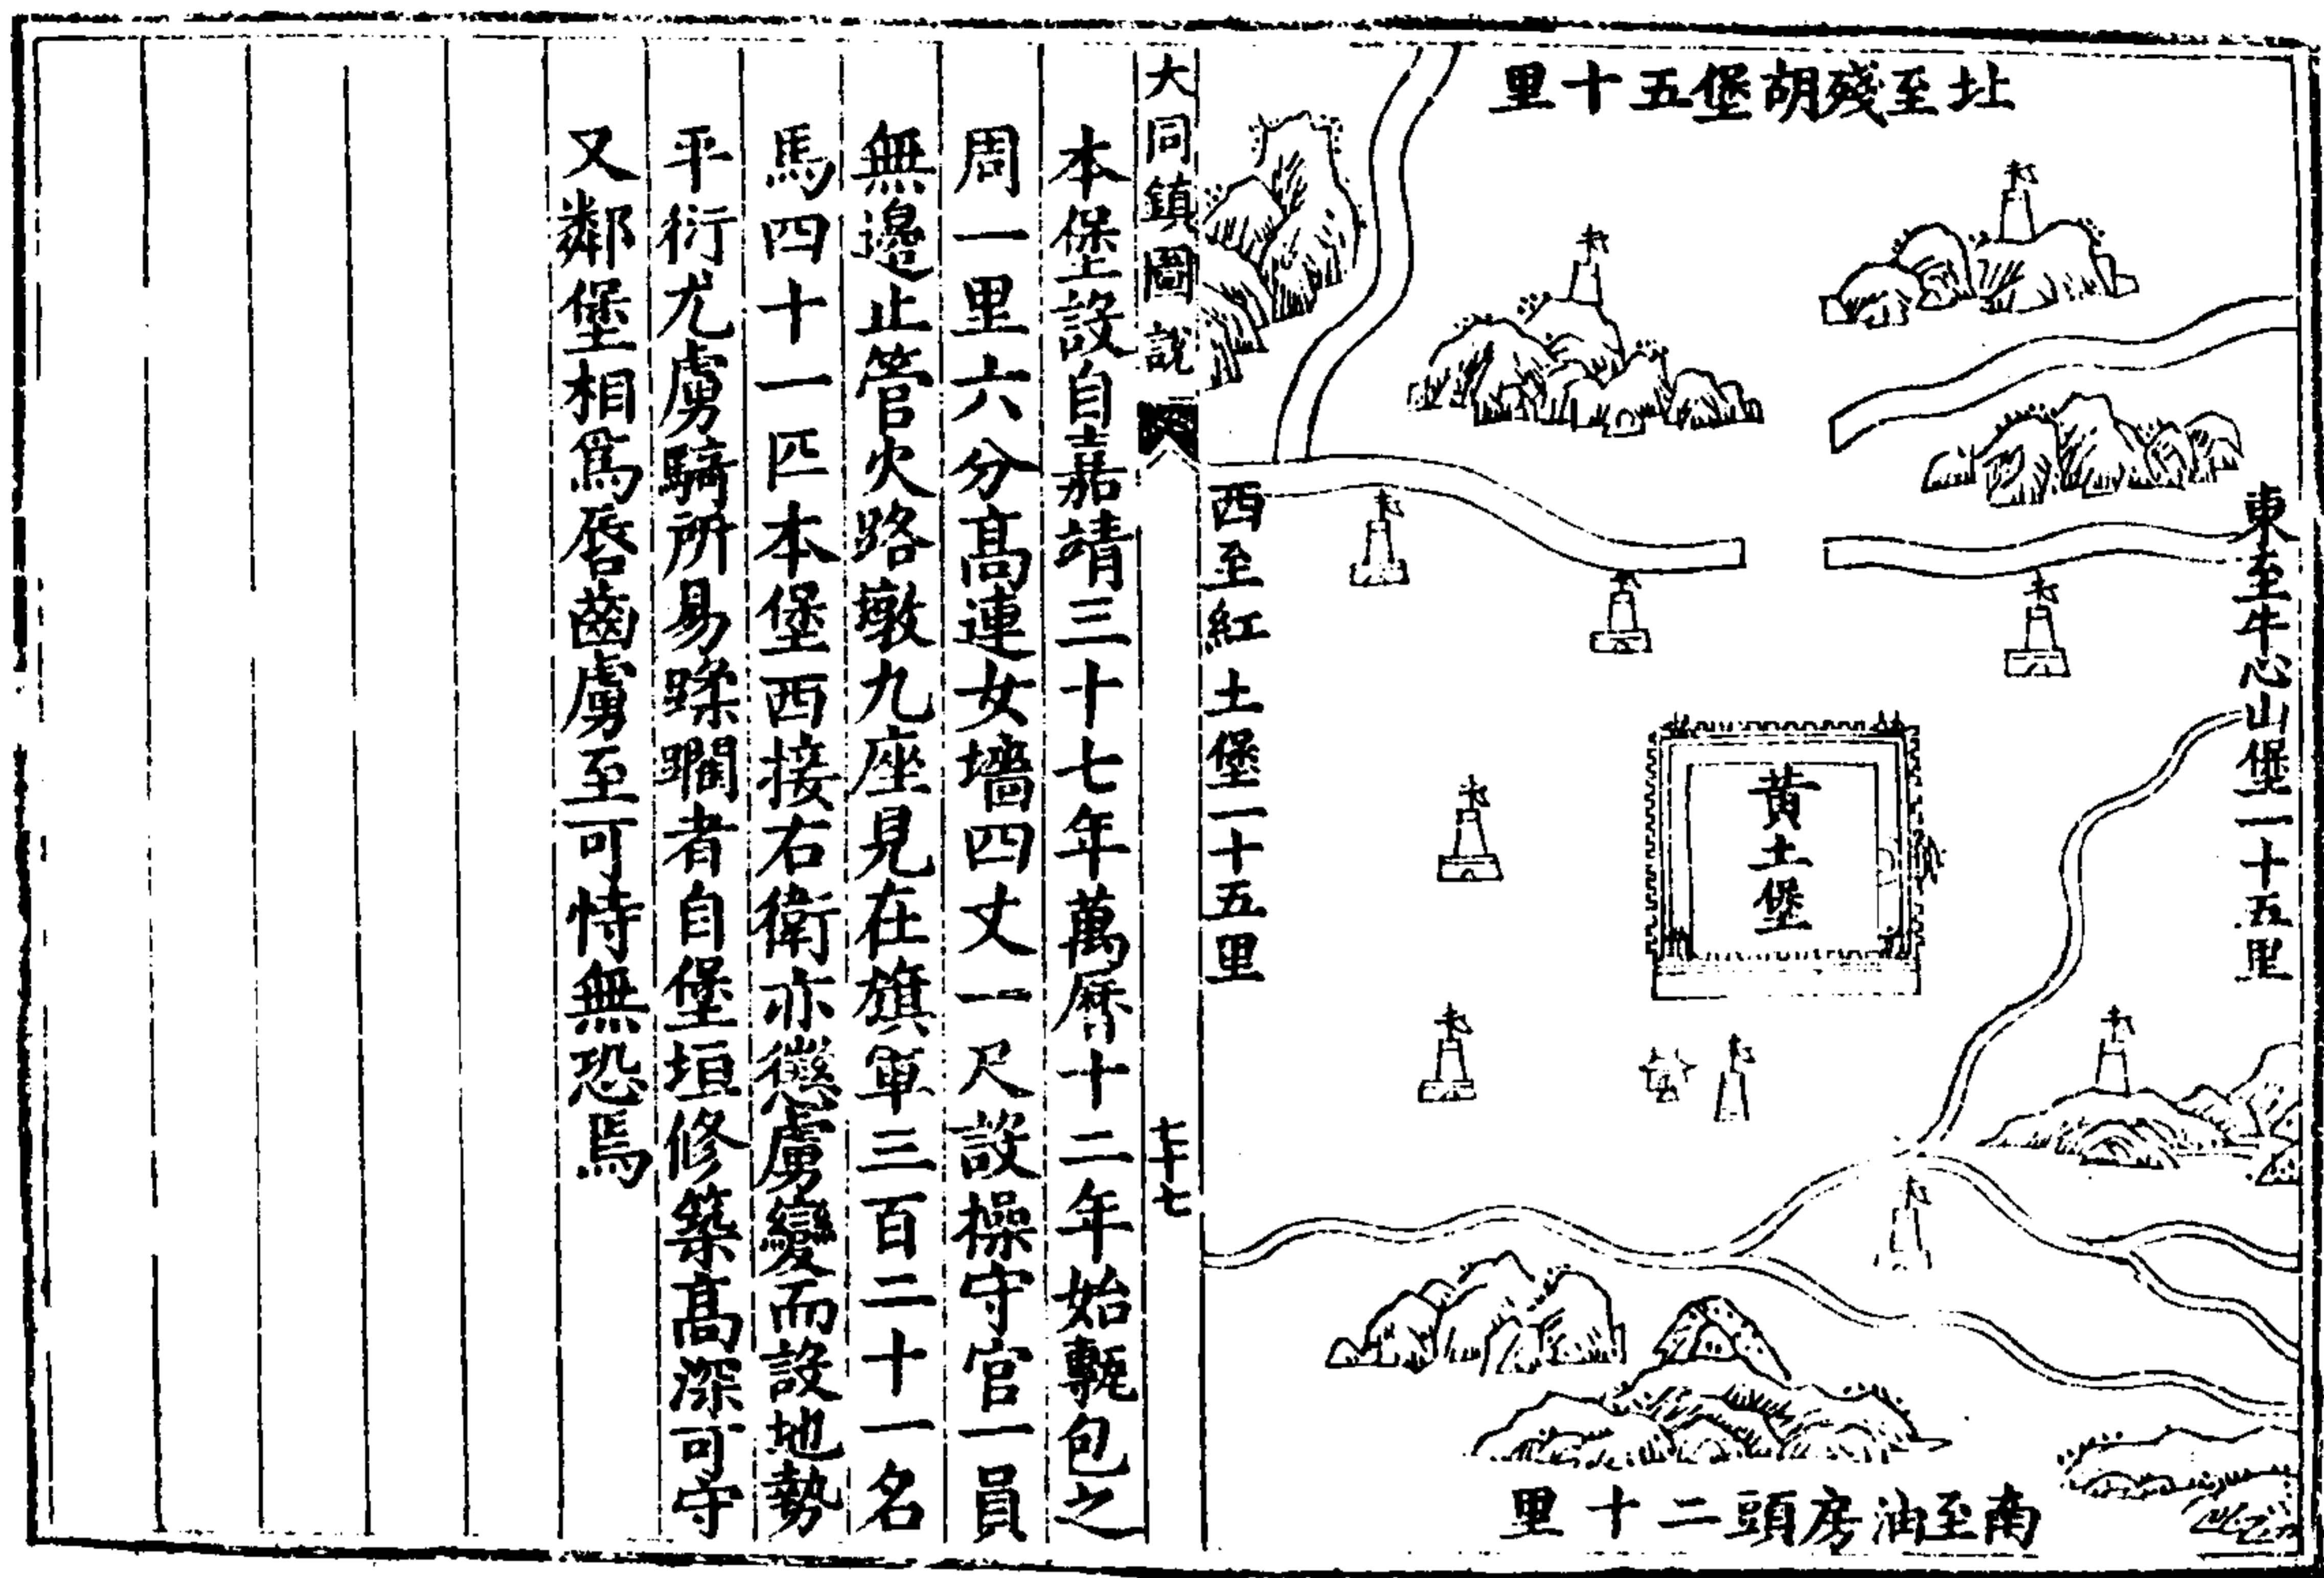 北至殘胡堡五十里
東至牛心山堡一十五里
黃土堡
西至紅土堡一十五里
南至油房頭二十里
大同鎮圖說
七十七
本堡設自嘉靖三十七年萬曆十二年始甎包之
周一里六分高連女墻四丈一尺設操守官一員
無邊止管火路墩九座見在旗軍三百二十一名
馬四十一匹本堡西接右衛亦懲虜變而設地勢
平衍尤虜騎所易蹂躪者自堡垣修築高深可守
又鄰堡相爲唇齒虜至可恃無恐焉